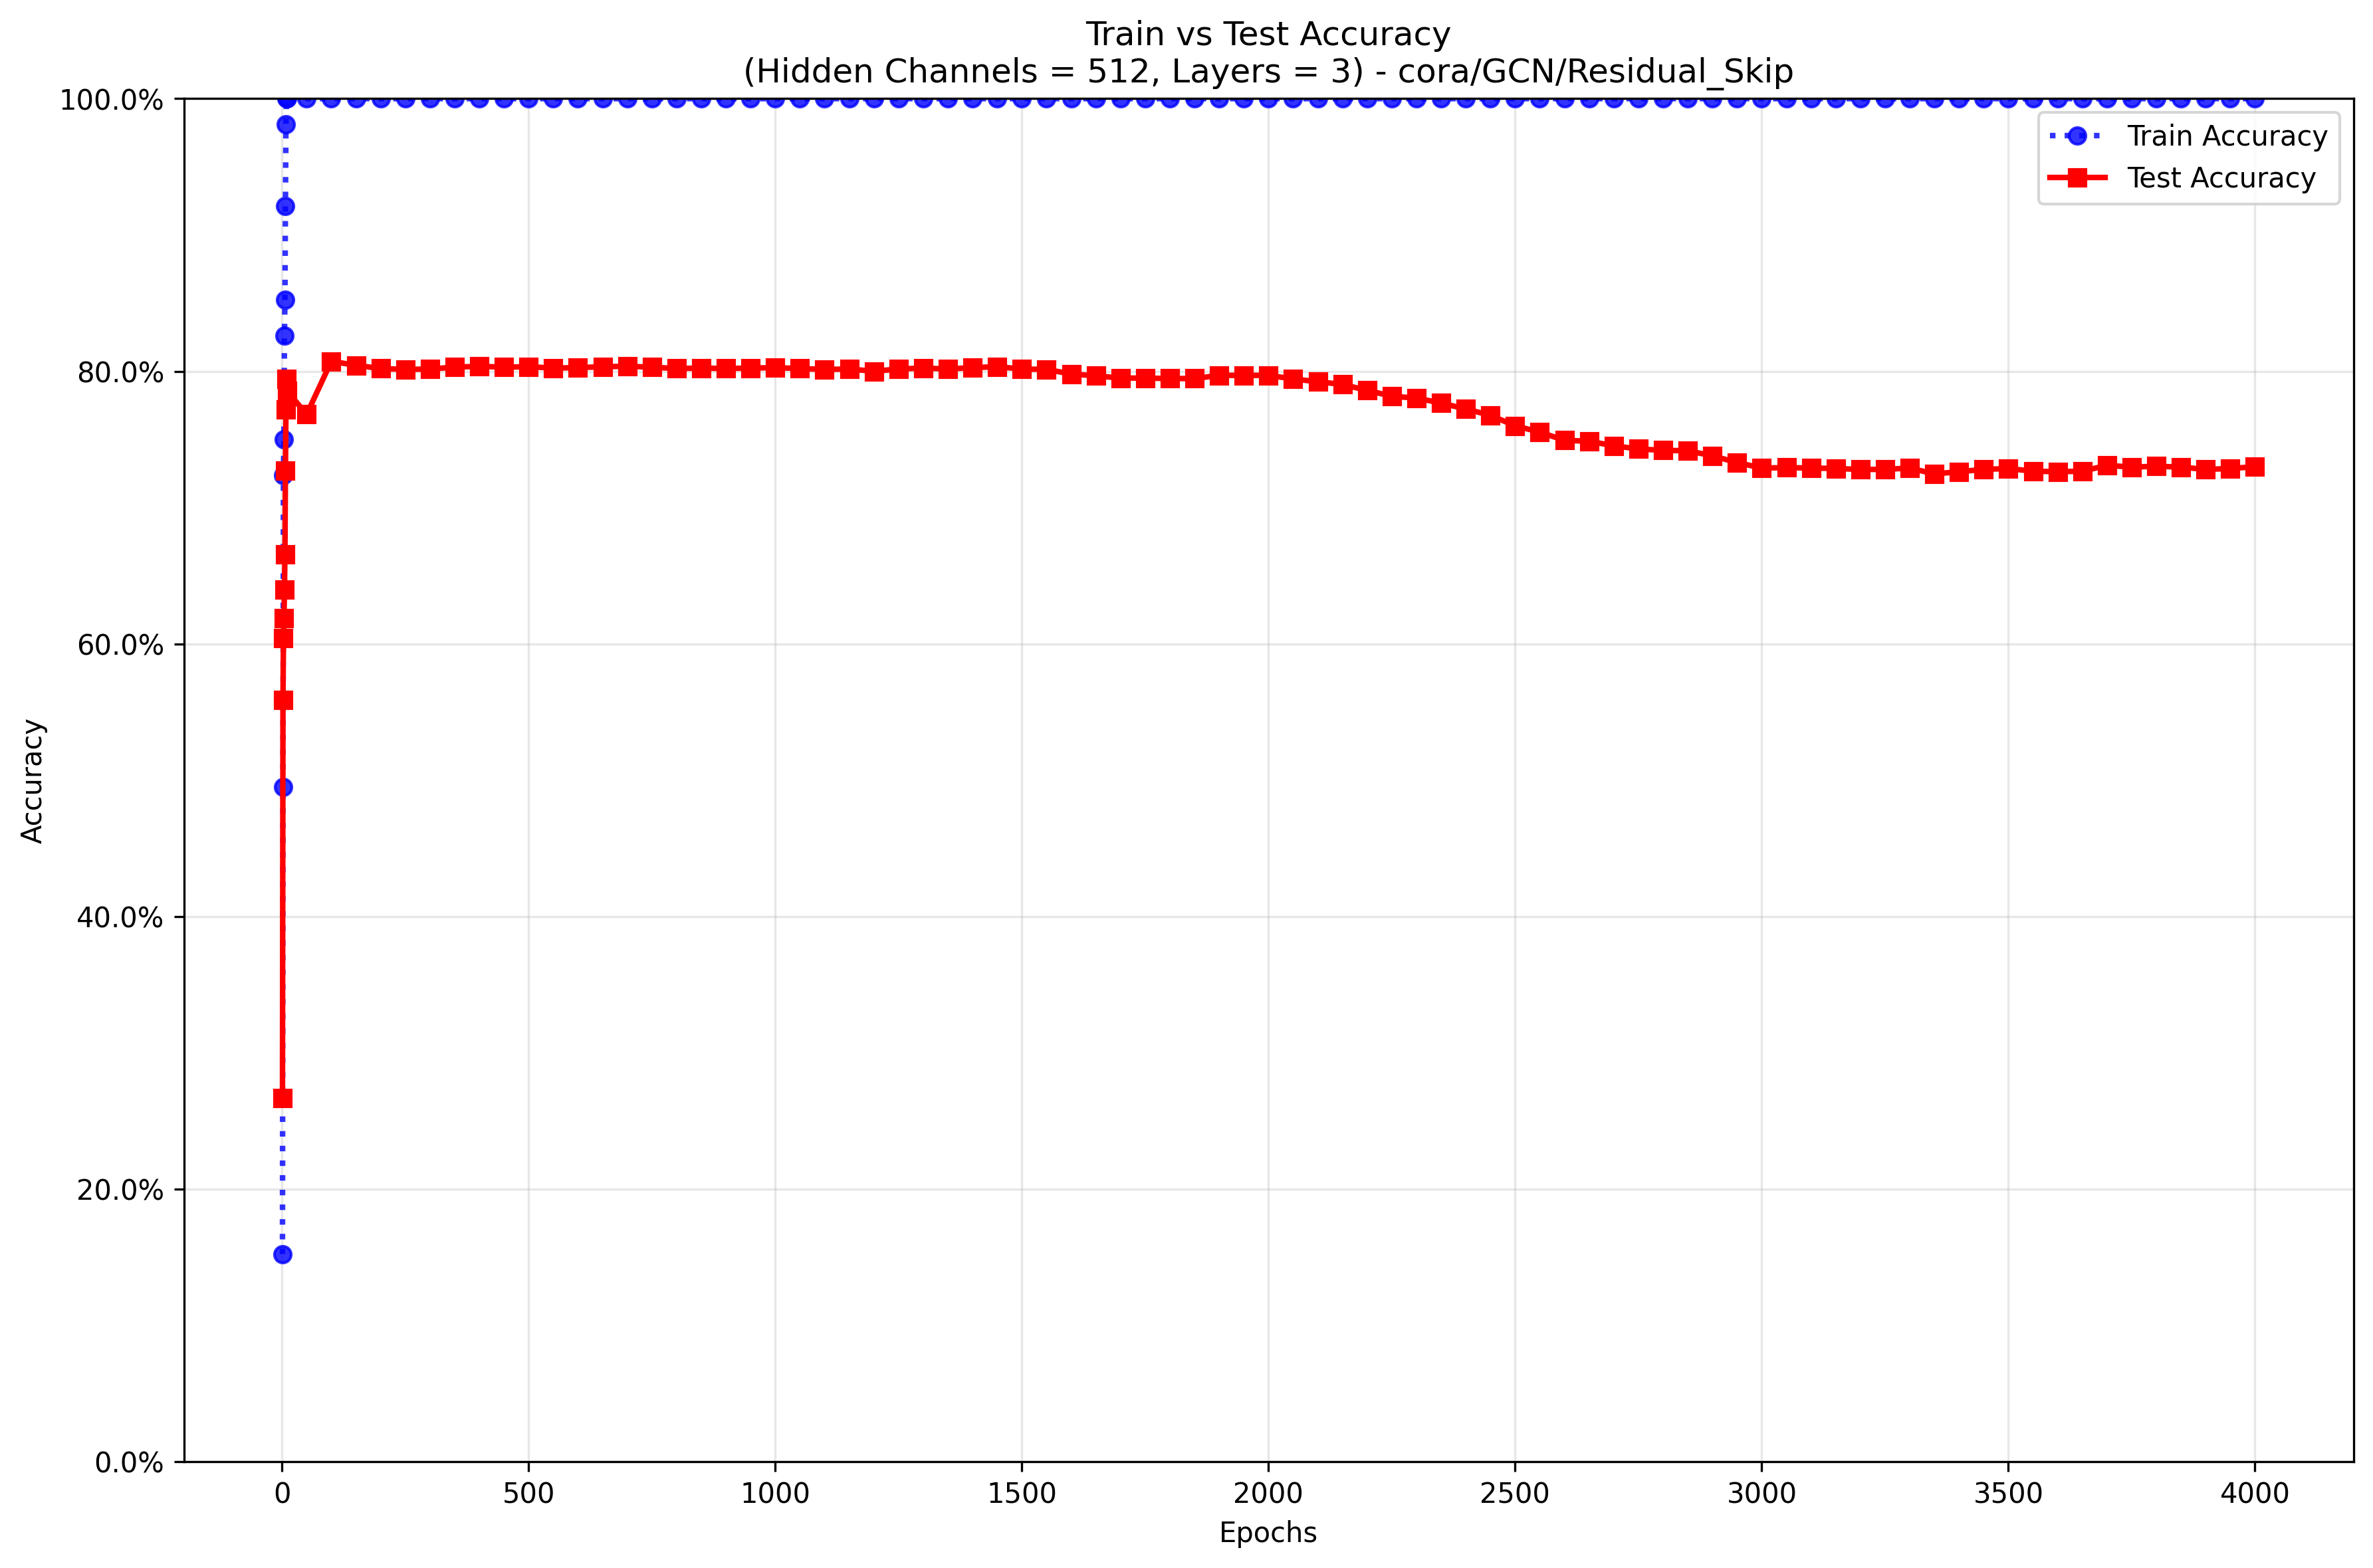 Train vs Test Accuracy
(Hidden Channels = 512, Layers = 3) - cora/GCN/Residual_Skip
100.0%
80.0%
60.0%
40.0%
20.0%
0.0%
Accuracy
Train Accuracy
Test Accuracy
0 500 1000 1500 2000 2500 3000 3500 4000
Epochs